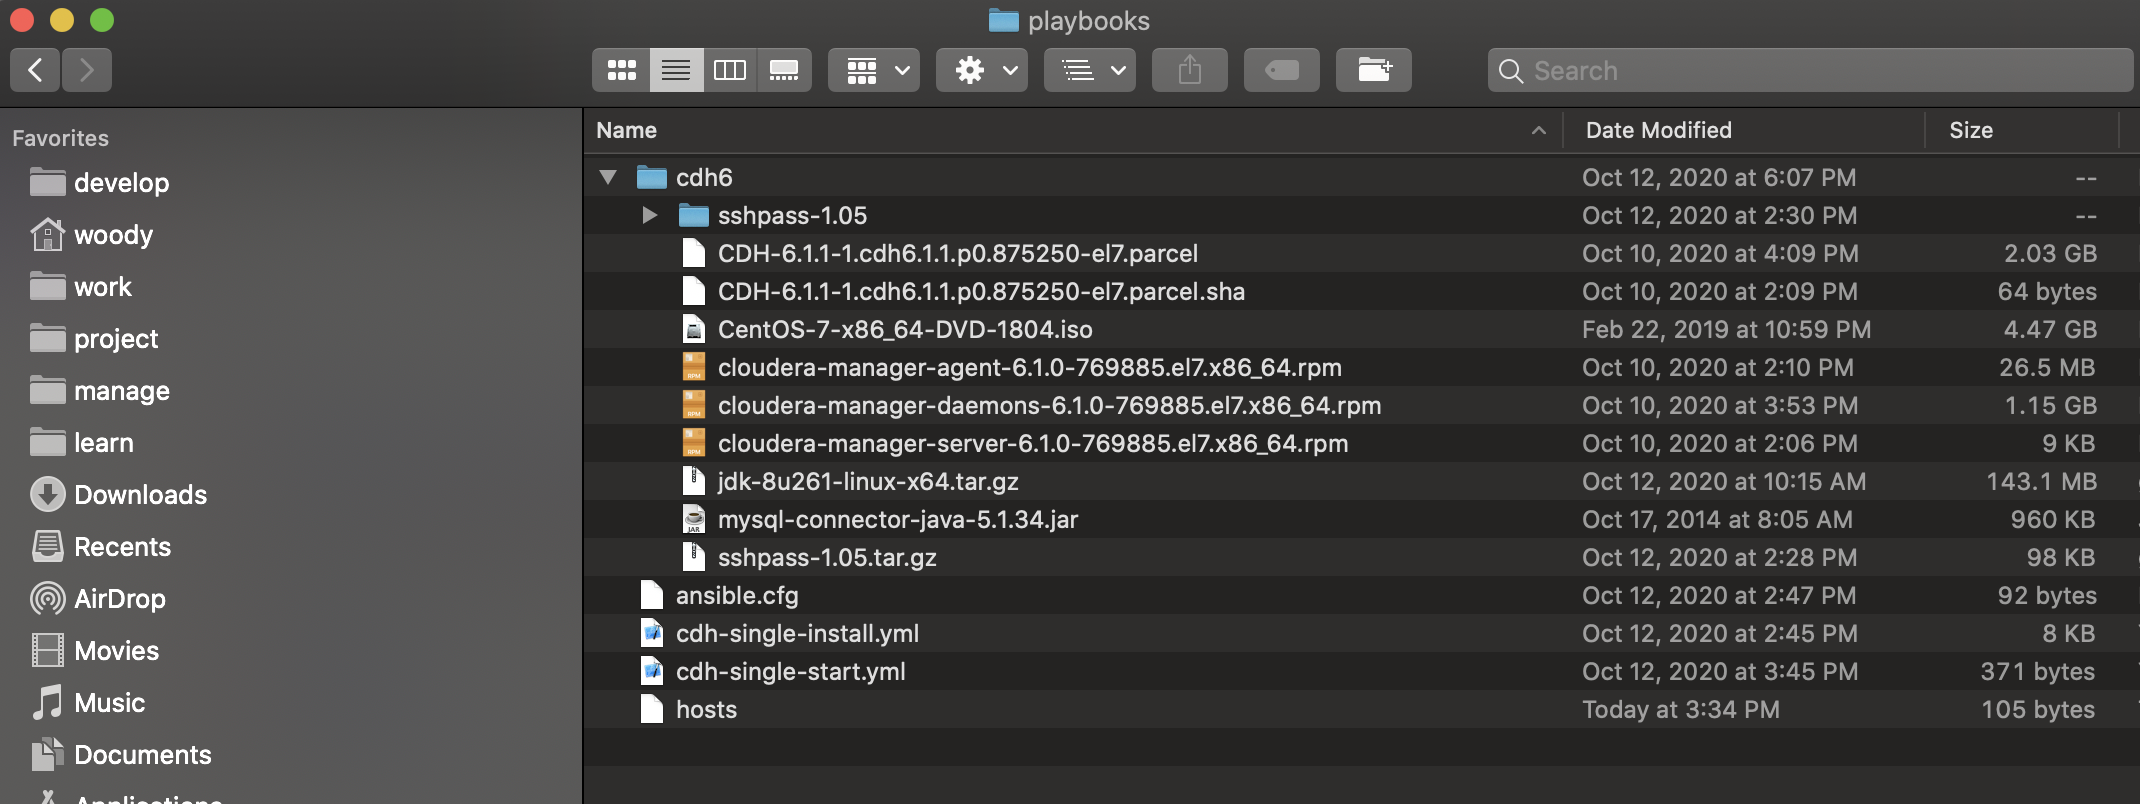 playbooks
Search
Favorites
develop
woody
work
project
manage
learn
Downloads
Recents
AirDrop
Movies
Music
Documents
Applications
Name Date Modified Size
cdh6 Oct 12, 2020 at 6:07 PM --
sshpass-1.05 Oct 12, 2020 at 2:30 PM --
CDH-6.1.1-1.cdh6.1.1.p0.875250-el7.parcel Oct 10, 2020 at 4:09 PM 2.03 GB
CDH-6.1.1-1.cdh6.1.1.p0.875250-el7.parcel.sha Oct 10, 2020 at 2:09 PM 64 bytes
CentOS-7-x86_64-DVD-1804.iso Feb 22, 2019 at 10:59 PM 4.47 GB
cloudera-manager-agent-6.1.0-769885.el7.x86_64.rpm Oct 10, 2020 at 2:10 PM 26.5 MB
cloudera-manager-daemons-6.1.0-769885.el7.x86_64.rpm Oct 10, 2020 at 3:53 PM 1.15 GB
cloudera-manager-server-6.1.0-769885.el7.x86_64.rpm Oct 10, 2020 at 2:06 PM 9 KB
jdk-8u261-linux-x64.tar.gz Oct 12, 2020 at 10:15 AM 143.1 MB
mysql-connector-java-5.1.34.jar Oct 17, 2014 at 8:05 AM 960 KB
sshpass-1.05.tar.gz Oct 12, 2020 at 2:28 PM 98 KB
ansible.cfg Oct 12, 2020 at 2:47 PM 92 bytes
cdh-single-install.yml Oct 12, 2020 at 2:45 PM 8 KB
cdh-single-start.yml Oct 12, 2020 at 3:45 PM 371 bytes
hosts Today at 3:34 PM 105 bytes